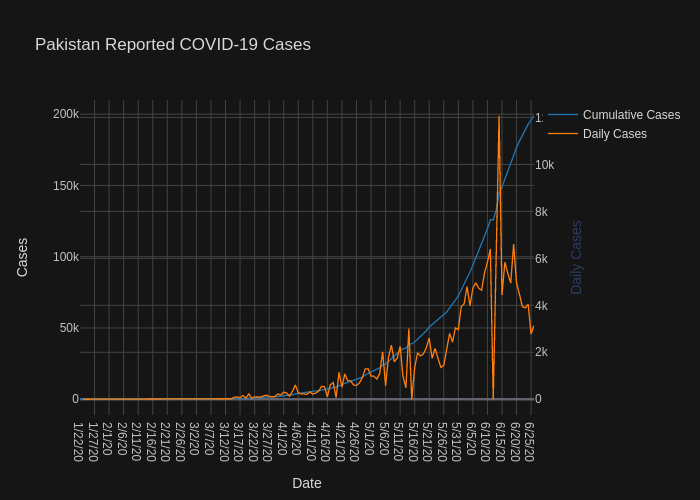 Pakistan Reported COVID-19 Cases
Cumulative Cases
Daily Cases
200k
150k
100k
50k
0
Cases
10k
8k
6k
4k
2k
0
Daily Cases
1/22/20
1/27/20
2/1/20
2/6/20
2/11/20
2/16/20
2/21/20
2/26/20
3/2/20
3/7/20
3/12/20
3/17/20
3/22/20
3/27/20
4/1/20
4/6/20
4/11/20
4/16/20
4/21/20
4/26/20
5/1/20
5/6/20
5/11/20
5/16/20
5/21/20
5/26/20
5/31/20
6/5/20
6/10/20
6/15/20
6/20/20
6/25/20
Date